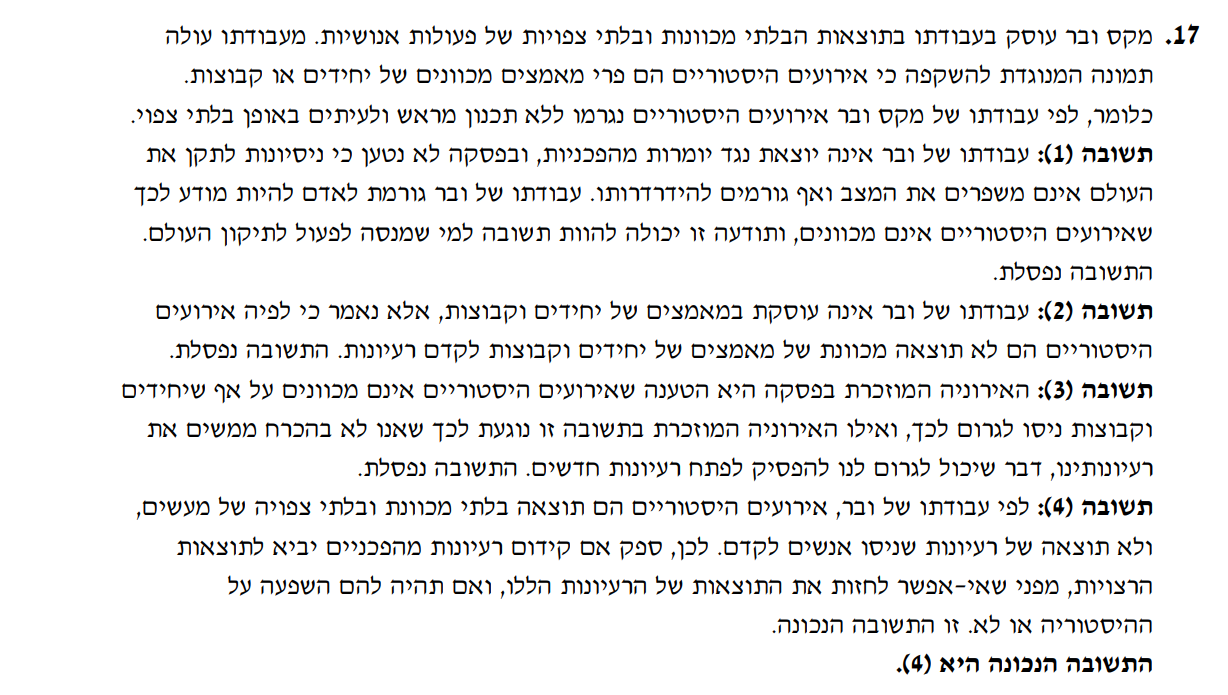 17. מקס ובר עוסק בעבודתו בתוצאות הבלתי מכוונות ובלתי צפויות של פעולות אנושיות. מעבודתו עולה
תמונה המנוגדת להשקפה כי אירועים היסטוריים הם פרי מאמצים מכוונים של יחידים או קבוצות.
כלומר, לפי עבודתו של מקס ובר אירועים היסטוריים נגרמו ללא תכנון מראש ולעיתים באופן בלתי צפוי.
תשובה (1): עבודתו של ובר אינה יוצאת נגד יומרות מהפכניות, ובפסקה לא נטען כי ניסיונות לתקן את
העולם אינם משפרים את המצב ואף גורמים להידרדרותו. עבודתו של ובר גורמת לאדם להיות מודע לכך
שאירועים היסטוריים אינם מכוונים, ותודעה זו יכולה להוות תשובה למי שמנסה לפעול לתיקון העולם.
התשובה נפסלת.
תשובה (2): עבודתו של ובר אינה עוסקת במאמצים של יחידים וקבוצות, אלא נאמר כי לפיה אירועים
היסטוריים הם לא תוצאה מכוונת של מאמצים של יחידים וקבוצות לקדם רעיונות. התשובה נפסלת.
תשובה (3): האירוניה המוזכרת בפסקה היא הטענה שאירועים היסטוריים אינם מכוונים על אף שיחידים
וקבוצות ניסו לגרום לכך, ואילו האירוניה המוזכרת בתשובה זו נוגעת לכך שאנו לא בהכרח ממשים את
רעיונותינו, דבר שיכול לגרום לנו להפסיק לפתח רעיונות חדשים. התשובה נפסלת.
תשובה (4): לפי עבודתו של ובר, אירועים היסטוריים הם תוצאה בלתי מכוונת ובלתי צפויה של מעשים,
ולא תוצאה של רעיונות שניסו אנשים לקדם. לכן, ספק אם קידום רעיונות מהפכניים יביא לתוצאות
הרצויות, מפני שאי-אפשר לחזות את התוצאות של הרעיונות הללו, ואם תהיה להם השפעה על
ההיסטוריה או לא. זו התשובה הנכונה.
התשובה הנכונה היא (4).